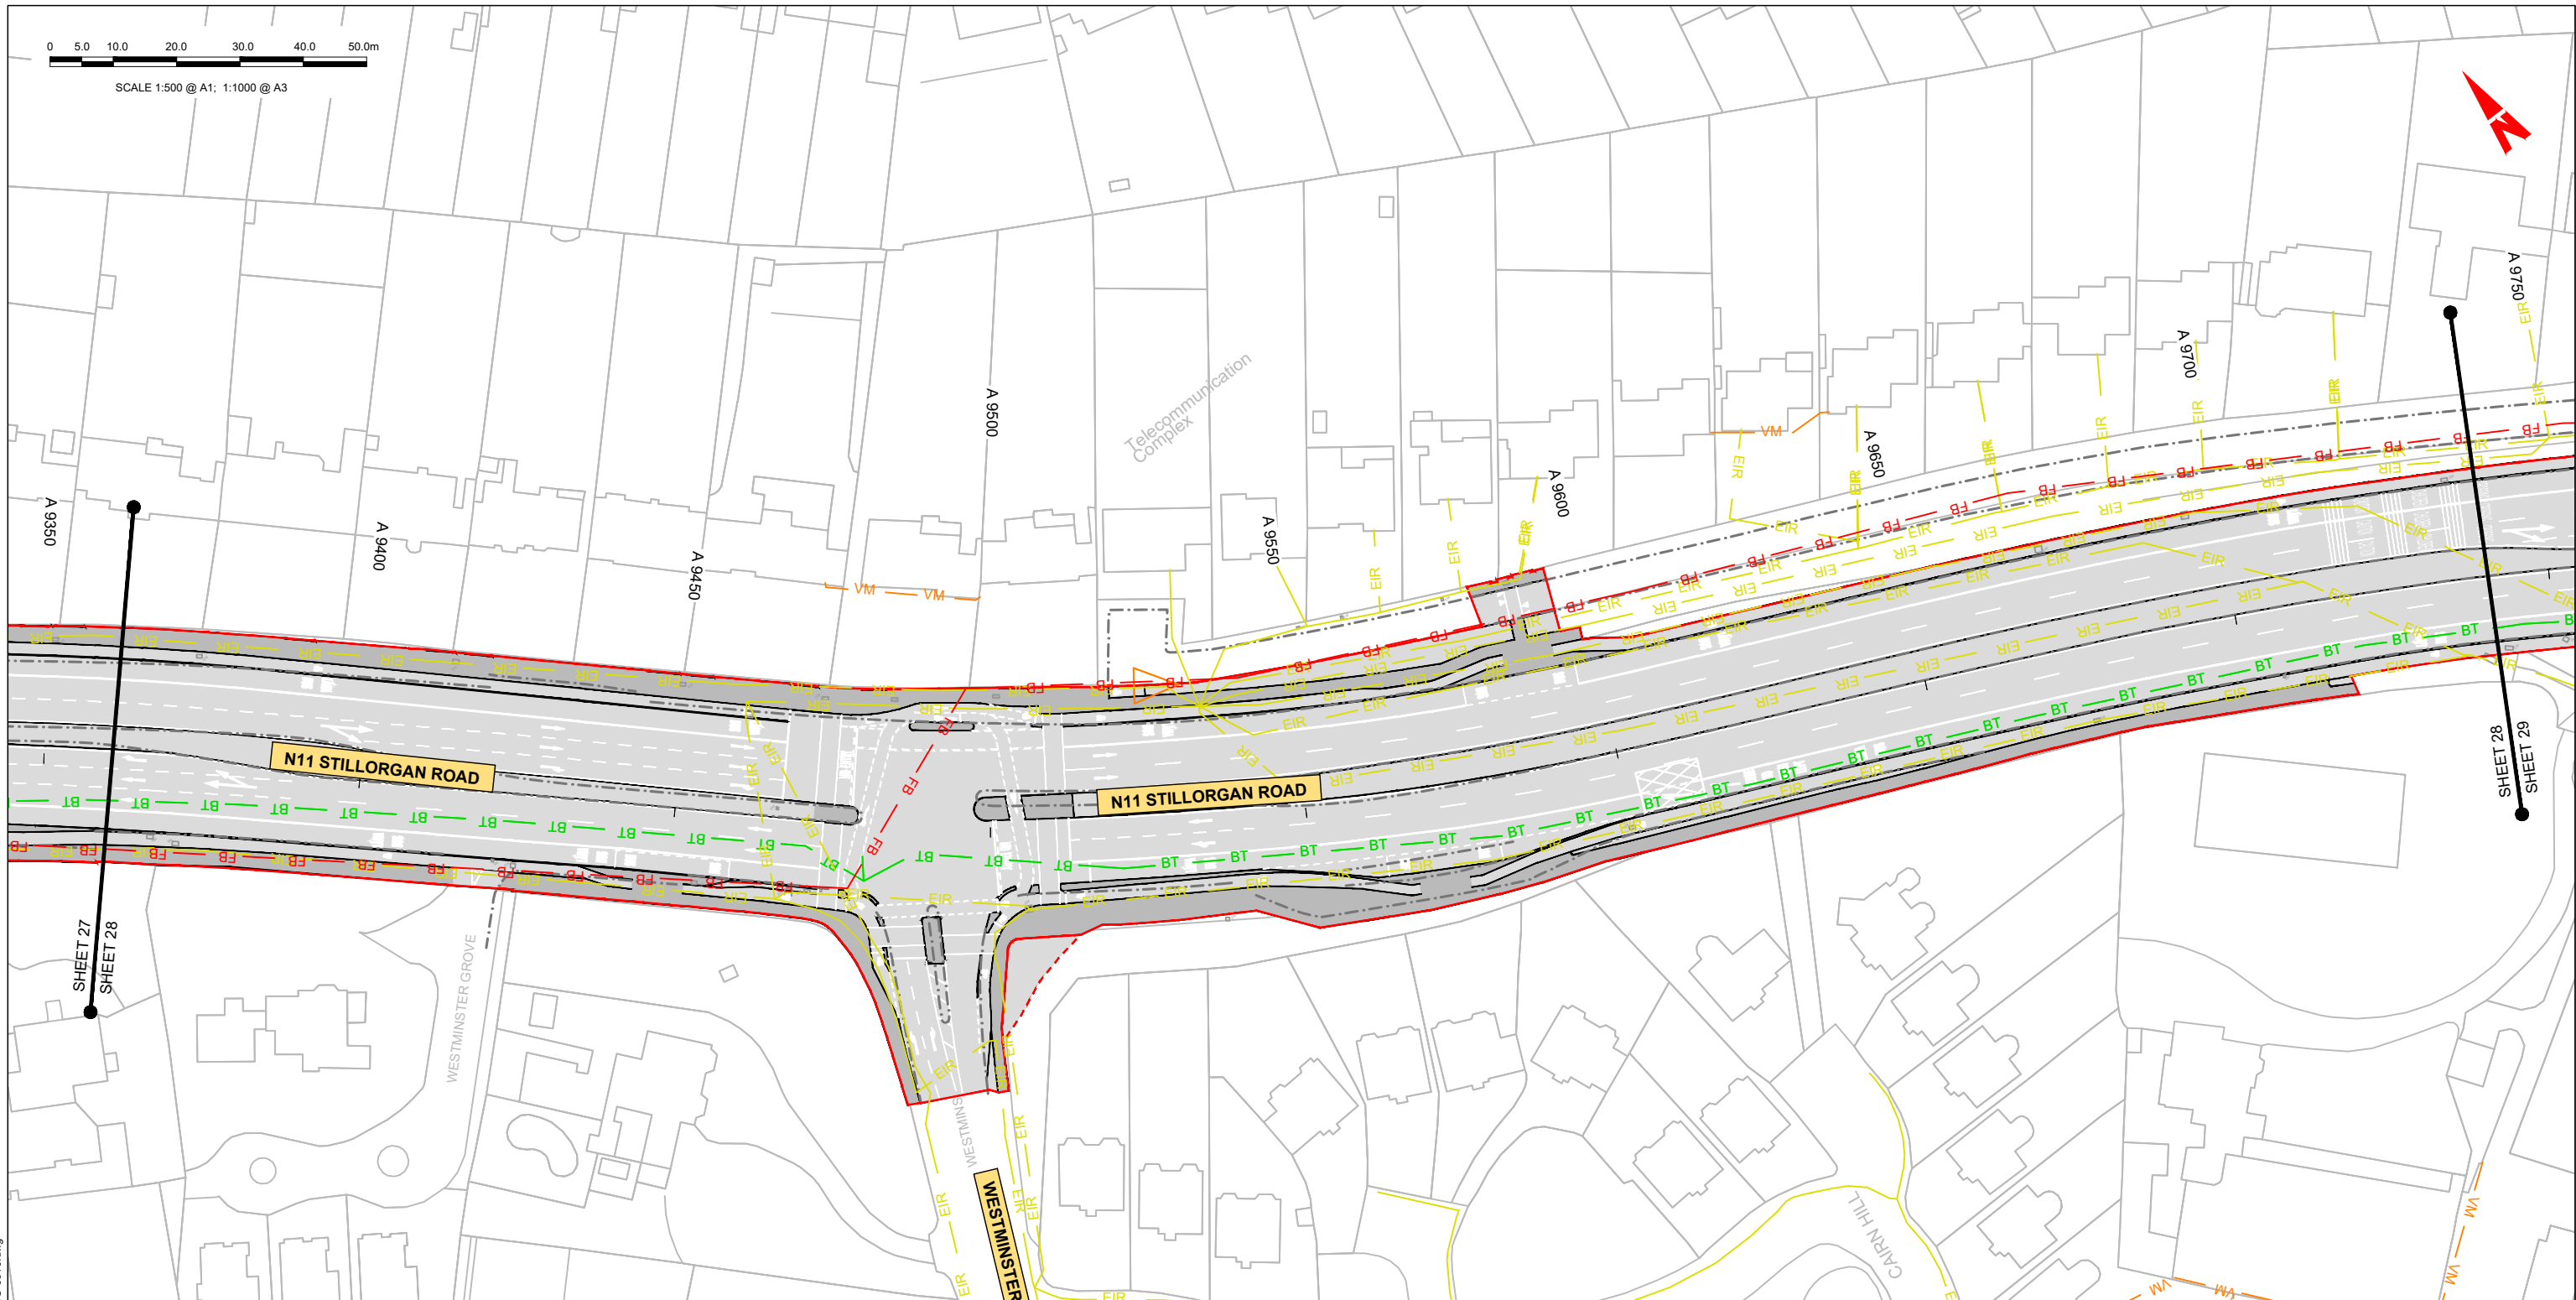 0 5.0 10.0 20.0 30.0 40.0 50.0m
SCALE 1:500 @ A1; 1:1000 @ A3
N
A 9350
A 9400
A 9450
A 9500
A 9550
A 9600
A 9650
A 9700
A 9750
Telecommunication
Complex
N11 STILLORGAN ROAD
N11 STILLORGAN ROAD
SHEET 27
SHEET 28
SHEET 28
SHEET 29
WESTMINSTER GROVE
WESTMINS
WESTMINSTER
CAIRN HILL
EIR
FB
BT
VM